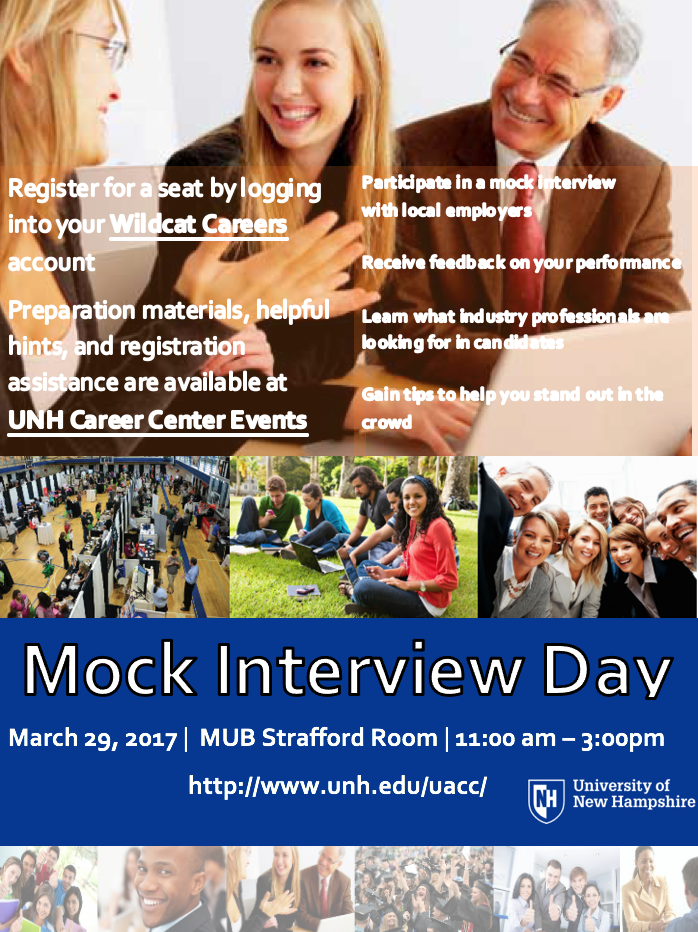 Register for a seat by logging
into your Wildcat Careers
account
Preparation materials, helpful
hints, and registration
assistance are available at
UNH Career Center Events
Participate in a mock interview
with local employers
Receive feedback on your performance
Learn what industry professionals are
looking for in candidates
Gain tips to help you stand out in the
crowd
Mock Interview Day
March 29, 2017 | MUB Strafford Room | 11:00 am – 3:00pm
http://www.unh.edu/uacc/
NH
University of
New Hampshire